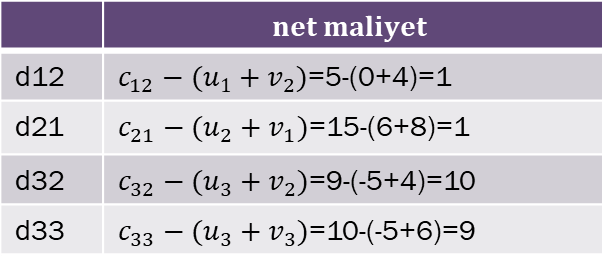 net maliyet
d12 𝑐₁₂ − (𝑢₁ + 𝑣₂)=5-(0+4)=1
d21 𝑐₂₁ − (𝑢₂ + 𝑣₁)=15-(6+8)=1
d32 𝑐₃₂ − (𝑢₃ + 𝑣₂)=9-(-5+4)=10
d33 𝑐₃₃ − (𝑢₃ + 𝑣₃)=10-(-5+6)=9